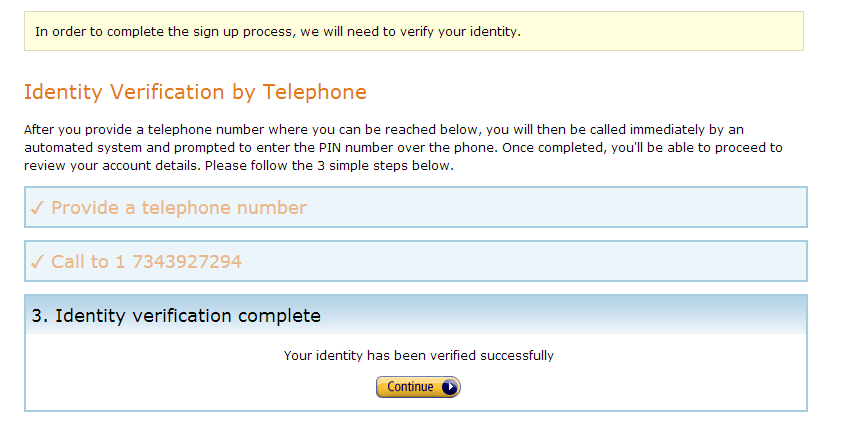 In order to complete the sign up process, we will need to verify your identity.
Identity Verification by Telephone
After you provide a telephone number where you can be reached below, you will then be called immediately by an
automated system and prompted to enter the PIN number over the phone. Once completed, you'll be able to proceed to
review your account details. Please follow the 3 simple steps below.
✓ Provide a telephone number
✓ Call to 1 7343927294
3. Identity verification complete
Your identity has been verified successfully
Continue